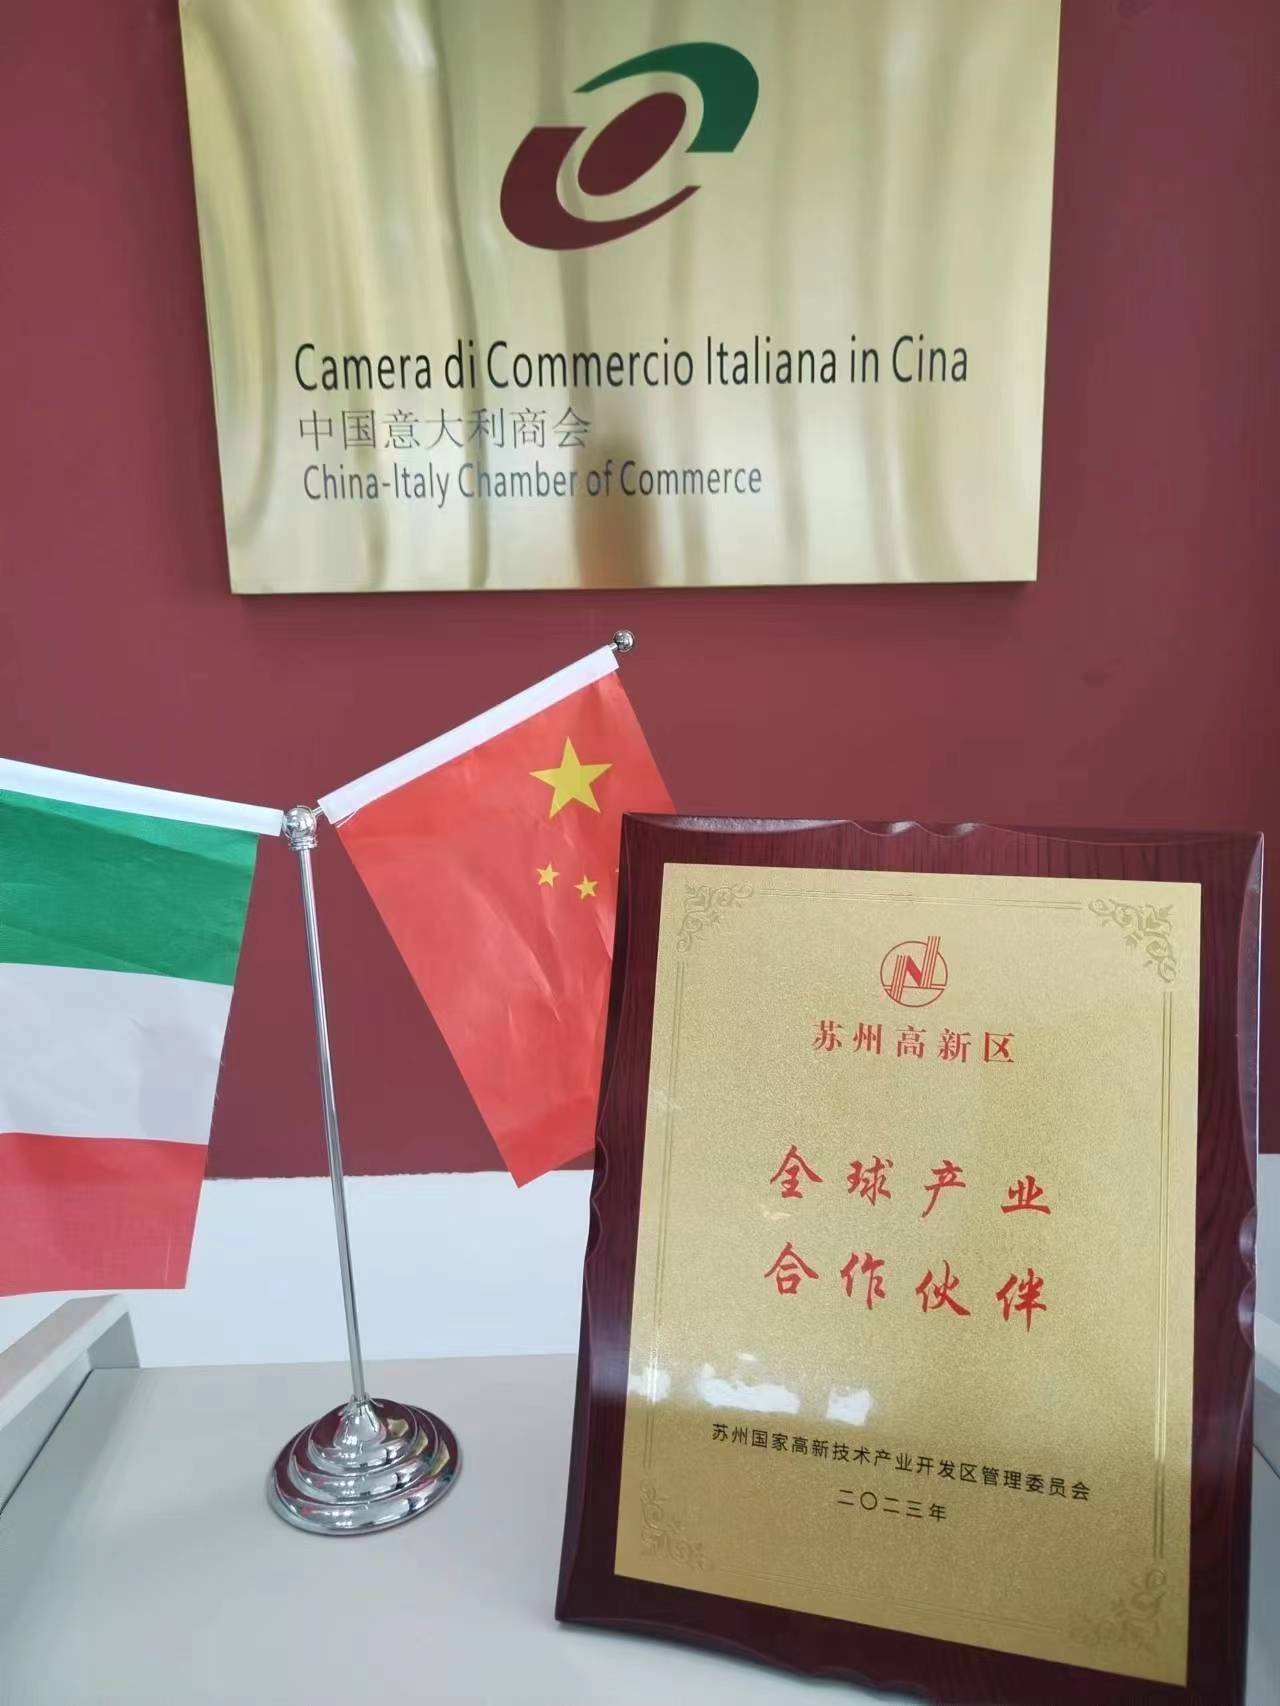 Camera di Commercio Italiana in Cina
中国意大利商会
China-Italy Chamber of Commerce
苏州高新区
全球产业
合作伙伴
苏州国家高新技术产业开发区管理委员会
二〇二三年